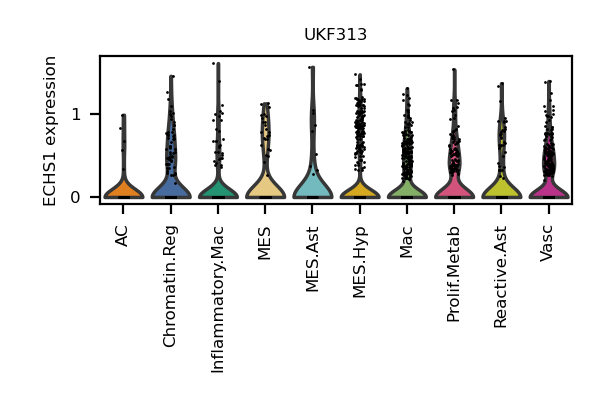 UKF313
ECHS1 expression
1
0
AC
Chromatin.Reg
Inflammatory.Mac
MES
MES.Ast
MES.Hyp
Mac
Prolif.Metab
Reactive.Ast
Vasc